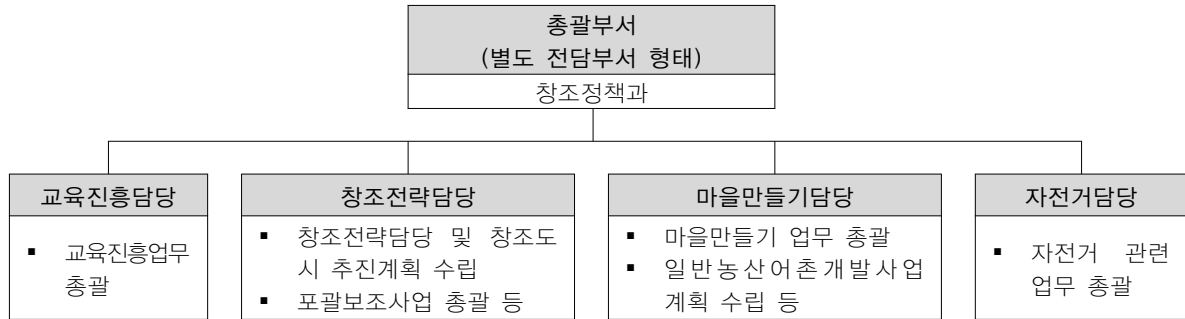 총괄부서
(별도 전담부서 형태)
창조정책과
교육진흥담당
▪ 교육진흥업무
총괄
창조전략담당
▪ 창조전략담당 및 창조도
시 추진계획 수립
▪ 포괄보조사업 총괄 등
마을만들기담당
▪ 마을만들기 업무 총괄
▪ 일반농산어촌개발사업
계획 수립 등
자전거담당
▪ 자전거 관련
업무 총괄